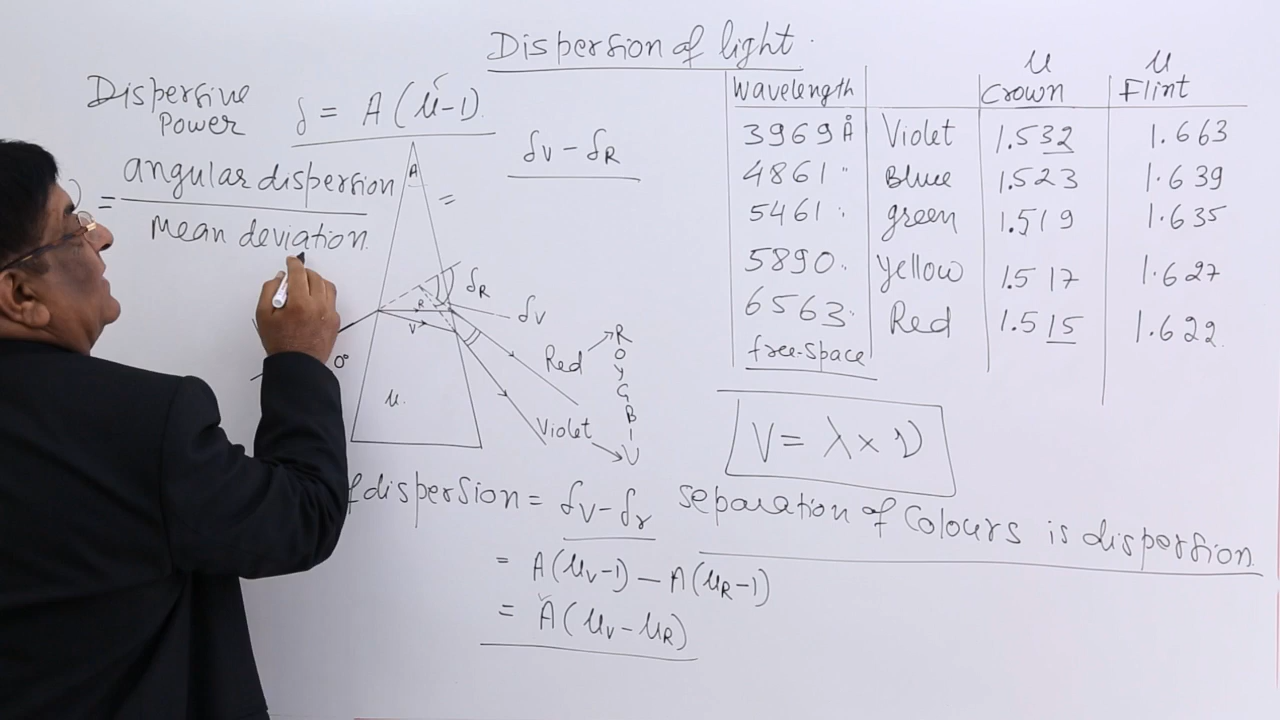 Dispersion of light
Dispersive
Power
δ = A(μ-1)
= angular dispersion
mean deviation
δV - δR
=
A
δR
δV
R
V
0°
μ
Red
Violet
R
O
Y
G
B
I
V
μ μ
Wavelength Crown Flint
3969 Å Violet 1.532 1.663
4861 " Blue 1.523 1.639
5461 " green 1.519 1.635
5890 " yellow 1.517 1.627
6563 " Red 1.515 1.622
free-space
V = λ × ν
dispersion = δV - δr
= A(μV-1) - A(μR-1)
= A(μV - μR)
separation of Colours is dispersion